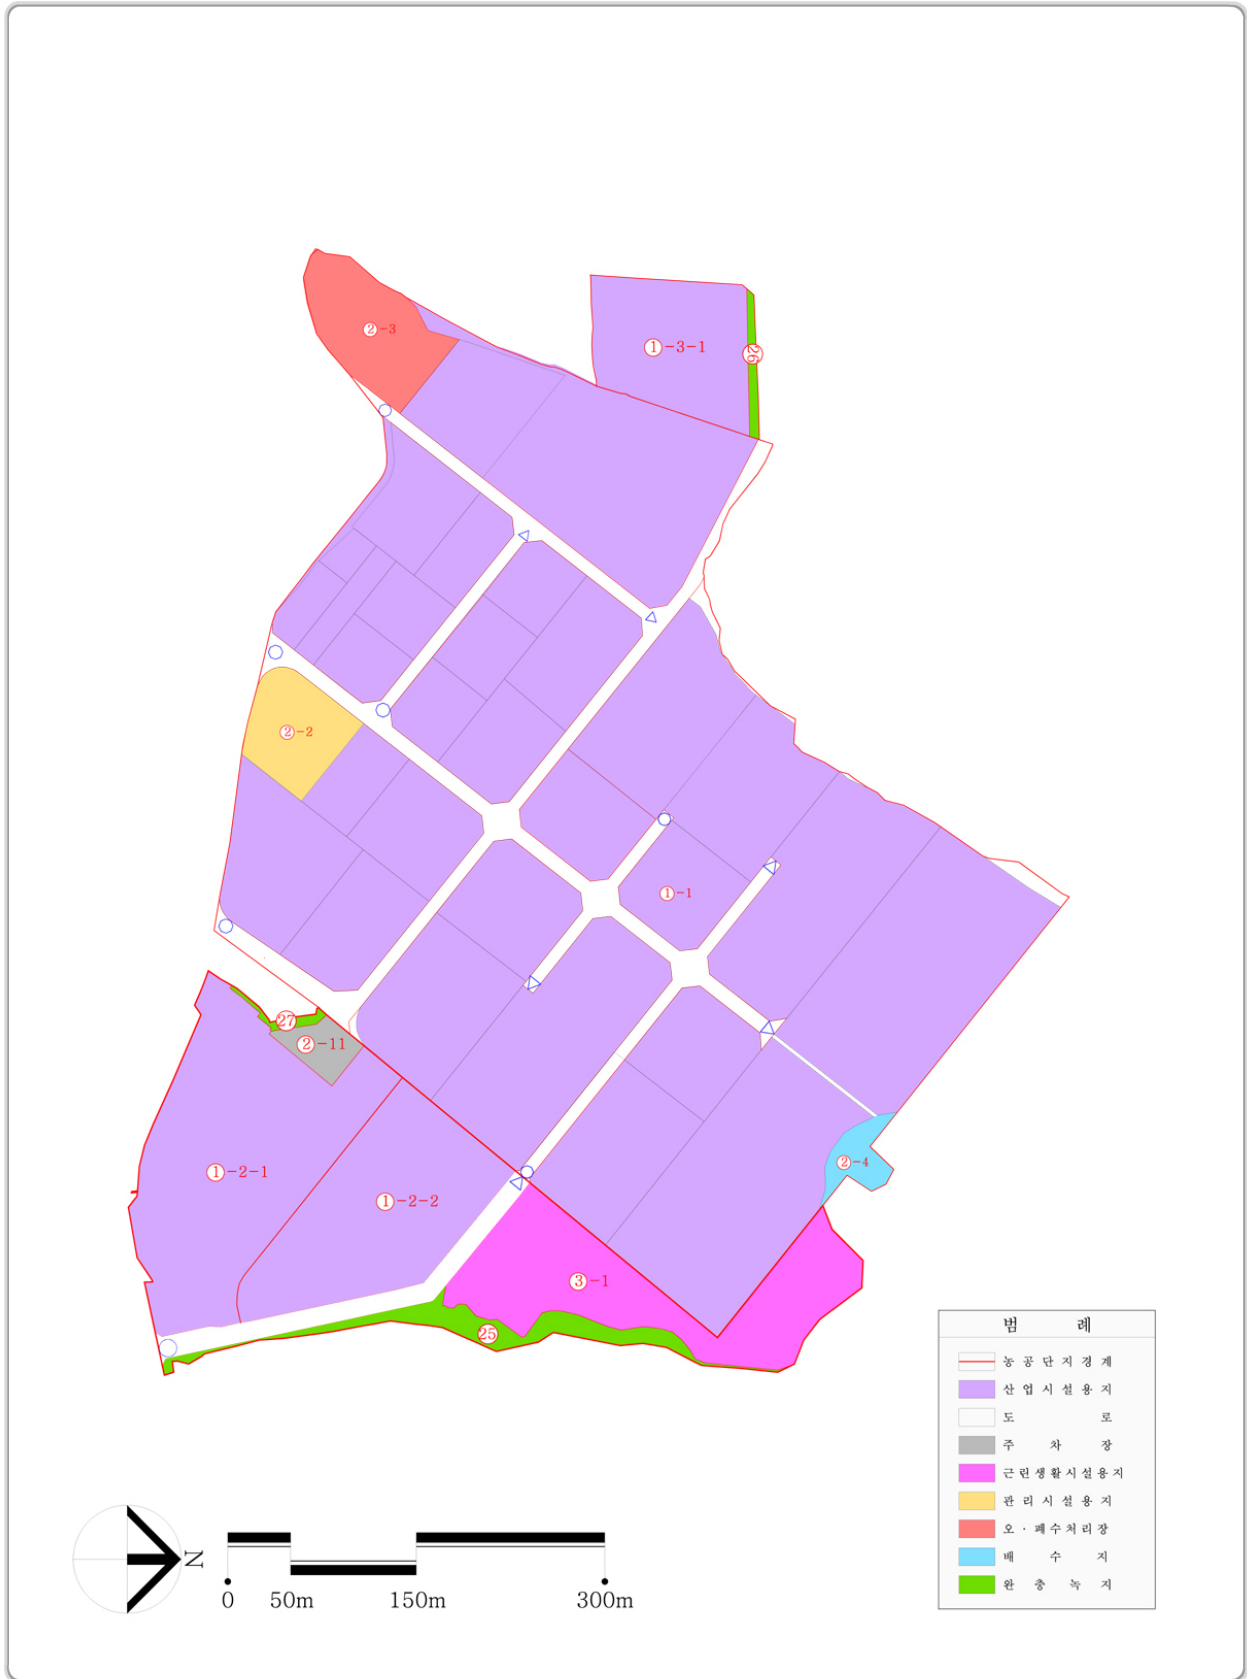 ②-3
①-3-1
26
②-2
①-1
27
②-11
②-4
①-2-1
①-2-2
③-1
25
범 례
농공단지경계
산업시설용지
도 로
주 차 장
근린생활시설용지
관리시설용지
오·폐수처리장
배 수 지
완 충 녹 지
N
0 50m 150m 300m